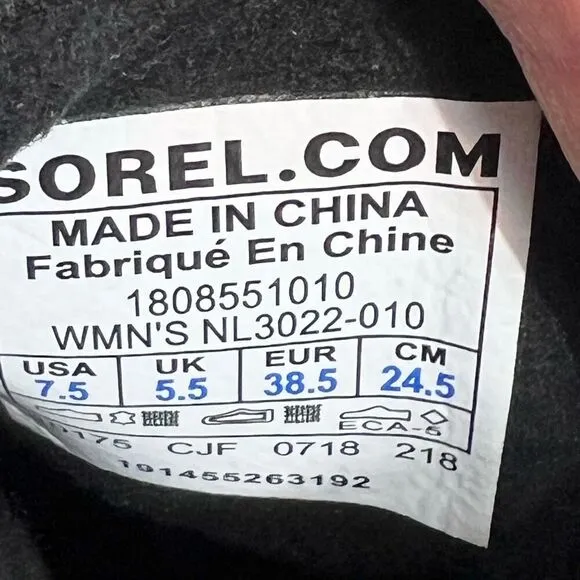 SOREL.COM
MADE IN CHINA
Fabriqué En Chine
1808551010
WMN'S NL3022-010
USA UK EUR CM
7.5 5.5 38.5 24.5
ECA-5
CJF 0718 218
191455263192